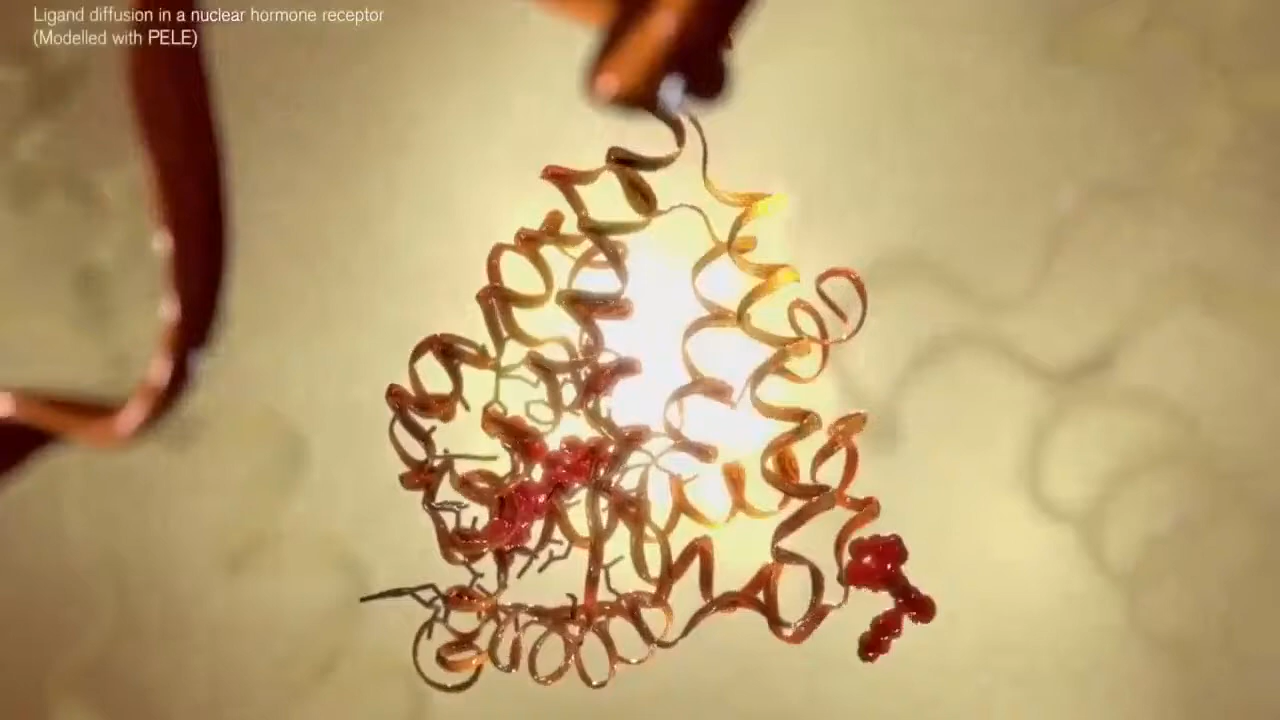 Ligand diffusion in a nuclear hormone receptor
(Modelled with PELE)